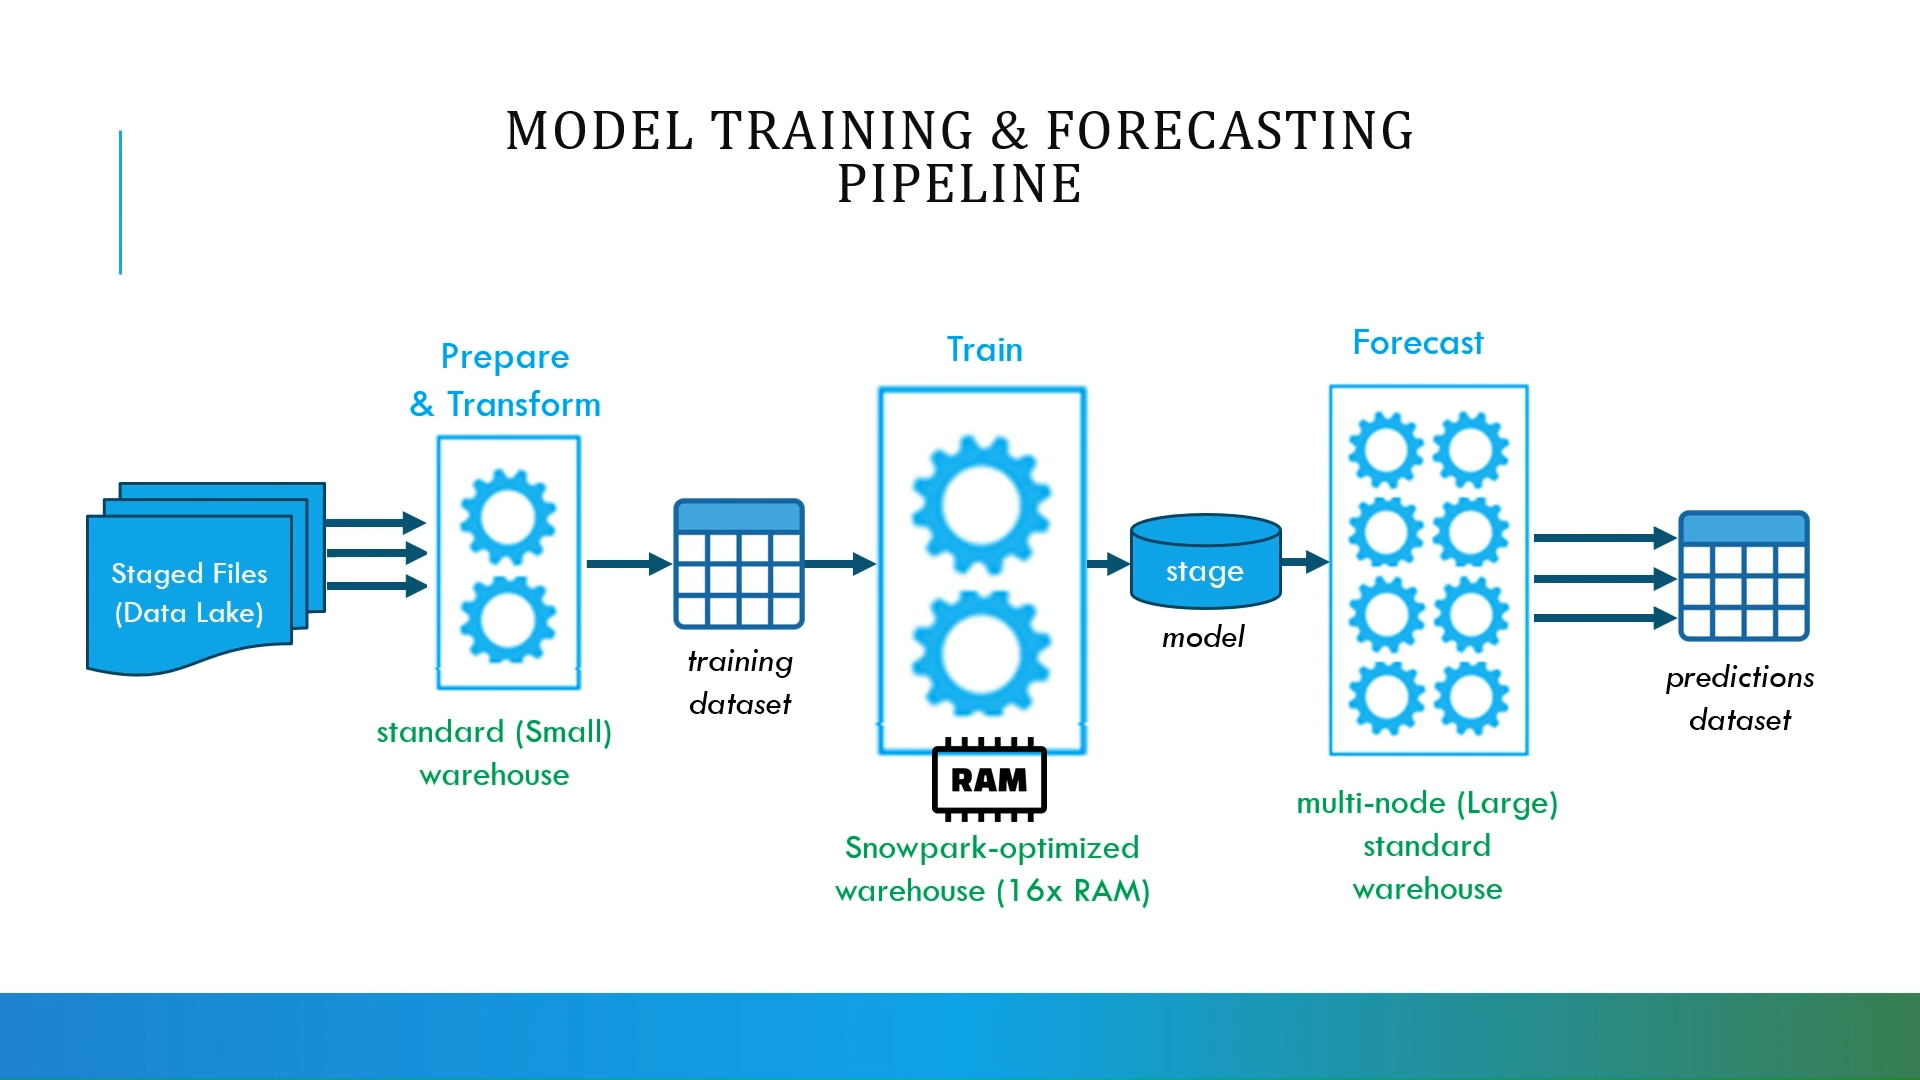 MODEL TRAINING & FORECASTING
PIPELINE
Prepare
& Transform
Train
Forecast
Staged Files
(Data Lake)
stage
model
training
dataset
predictions
dataset
standard (Small)
warehouse
RAM
Snowpark-optimized
warehouse (16x RAM)
multi-node (Large)
standard
warehouse